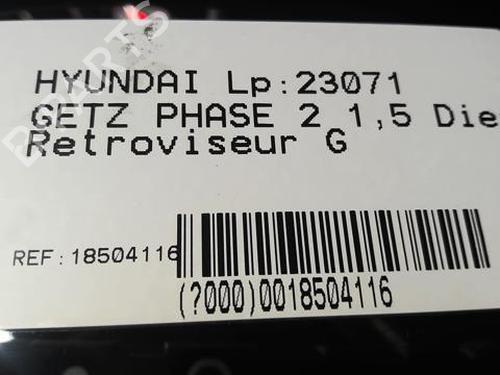 HYUNDAI Lp:23071
GETZ PHASE 2 1,5 Die
Retroviseur G
REF:18504116
(?000)0018504116